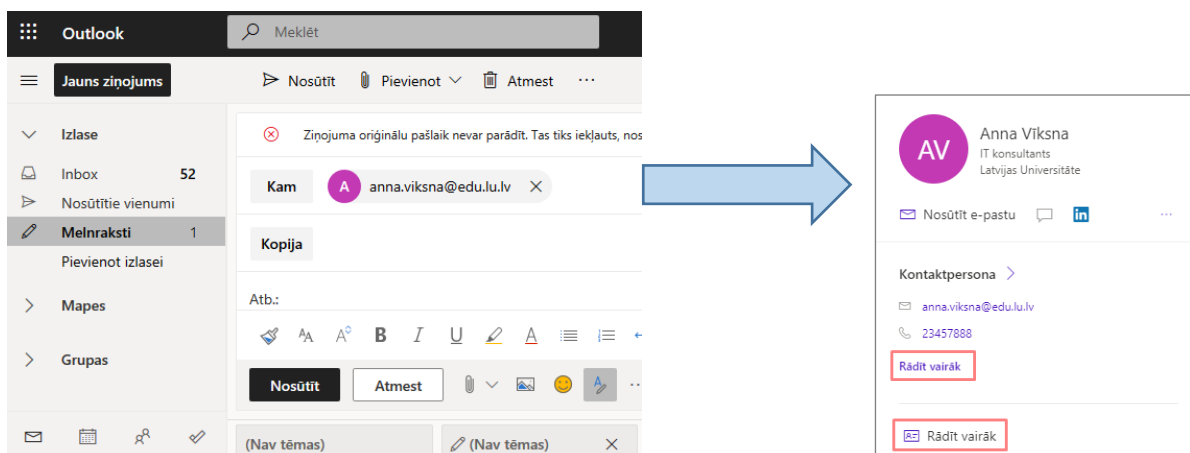 Outlook
Meklēt
Jauns ziņojums
Nosūtīt Pievienot Atmest ...
Izlase
Inbox 52
Nosūtītie vienumi
Melnraksti 1
Pievienot izlasei
Mapes
Grupas
Ziņojuma oriģinālu pašlaik nevar parādīt. Tas tiks iekļauts, nos
Kam A anna.viksna@edu.lu.lv
Kopija
Atb.:
Nosūtīt Atmest
(Nav tēmas) (Nav tēmas)
AV
Anna Vīksna
IT konsultants
Latvijas Universitāte
Nosūtīt e-pastu in ...
Kontaktpersona
anna.viksna@edu.lu.lv
23457888
Rādīt vairāk
Rādīt vairāk